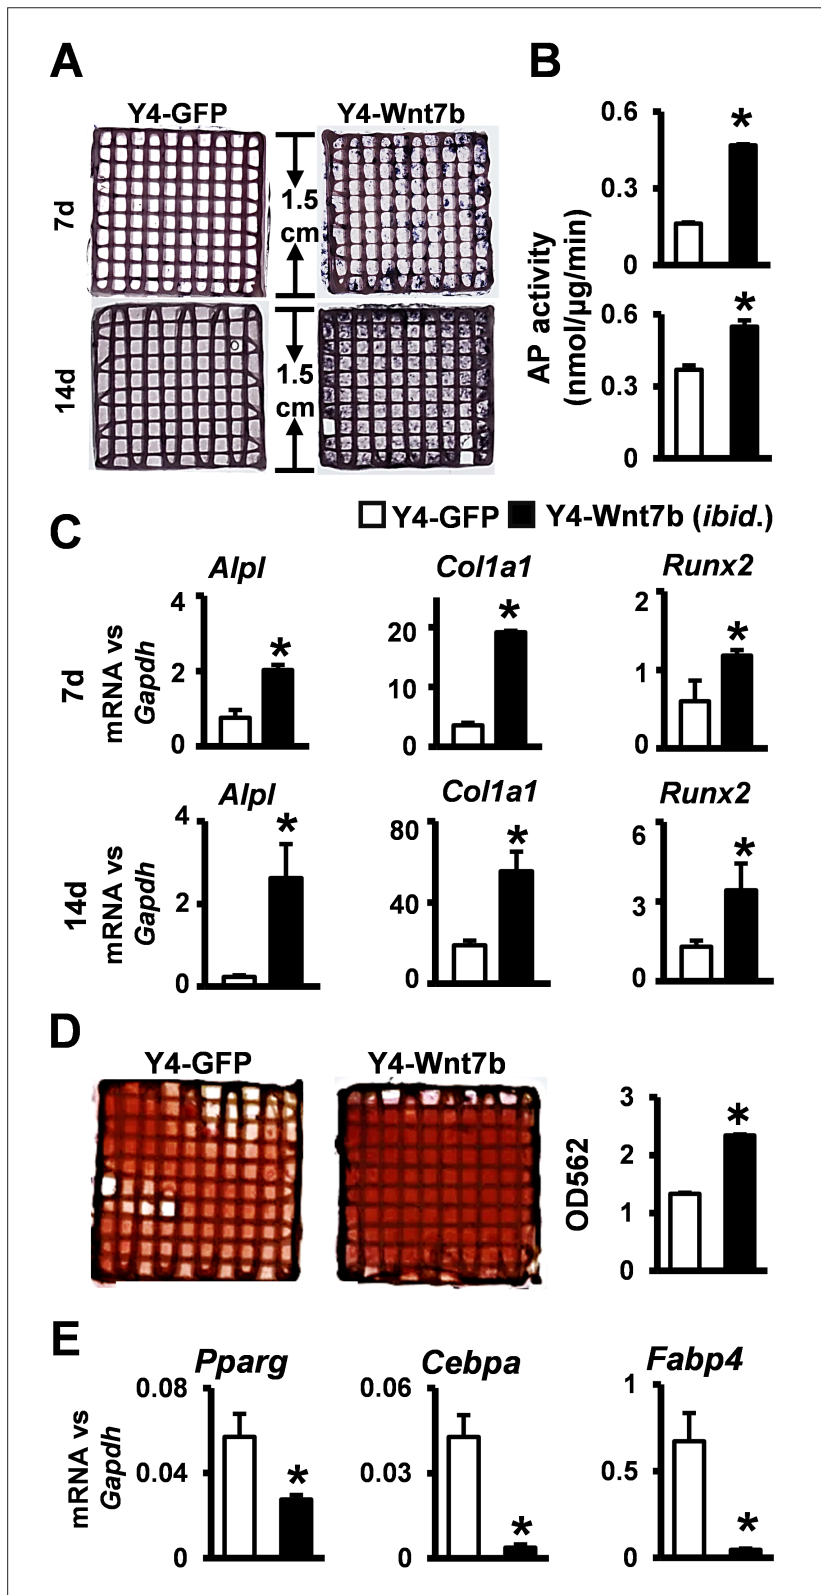 A
Y4-GFP
Y4-Wnt7b
7d
1.5
cm
14d
1.5
cm
B
AP activity
(nmol/µg/min)
0.6
*
0.3
0
0.6
*
0.3
0
Y4-GFP Y4-Wnt7b (ibid.)
C
7d
mRNA vs
Gapdh
Alpl
4
*
2
0
Col1a1
*
20
10
0
Runx2
2
*
1
0
14d
mRNA vs
Gapdh
Alpl
4
*
2
0
Col1a1
80
*
40
0
Runx2
6
*
3
0
D
Y4-GFP
Y4-Wnt7b
OD562
3
*
2
1
0
E
mRNA vs
Gapdh
Pparg
0.08
0.04
*
0
Cebpa
0.06
0.03
*
0
Fabp4
1
0.5
*
0